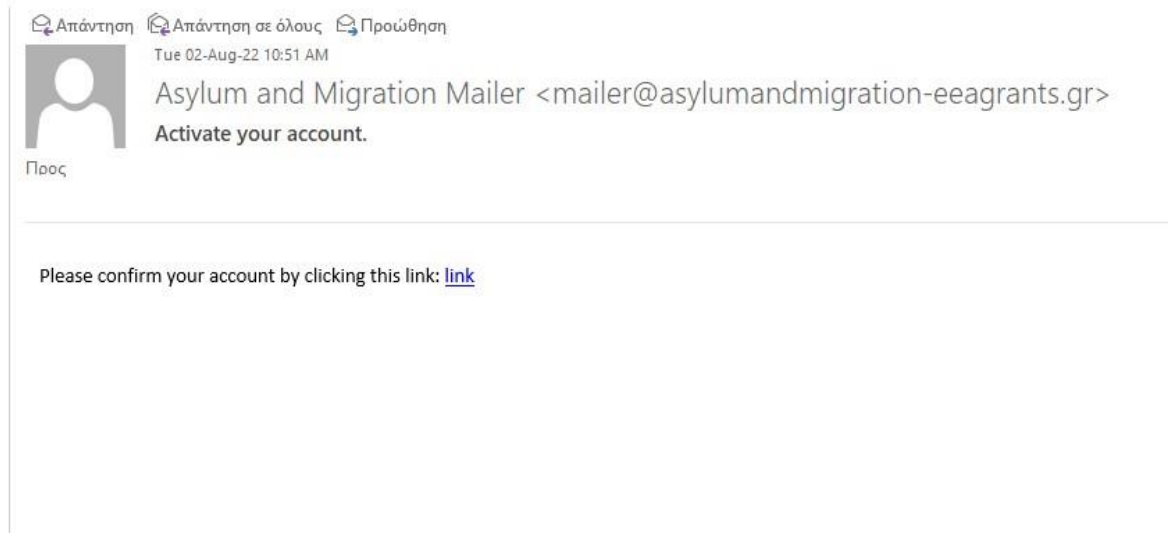 Απάντηση Απάντηση σε όλους Προώθηση
Tue 02-Aug-22 10:51 AM
Asylum and Migration Mailer <mailer@asylumandmigration-eeagrants.gr>
Activate your account.
Προς
Please confirm your account by clicking this link: link